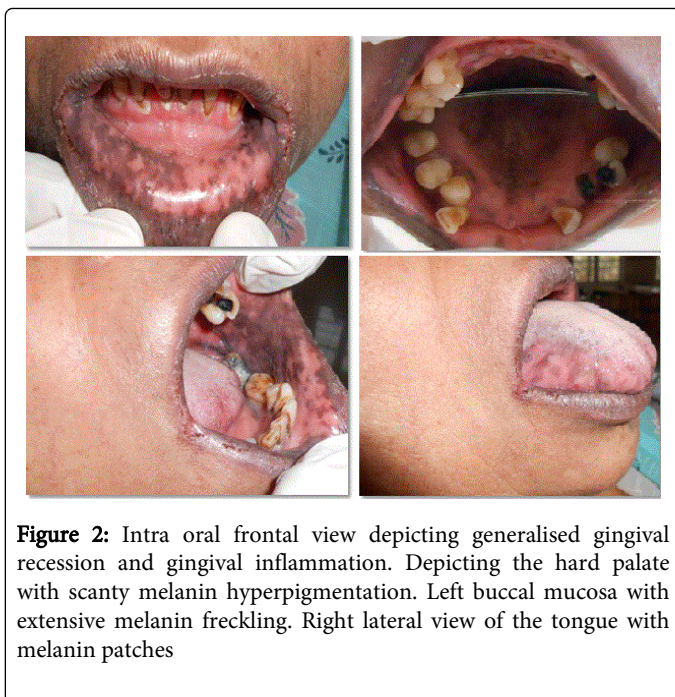 Figure 2: Intra oral frontal view depicting generalised gingival
recession and gingival inflammation. Depicting the hard palate
with scanty melanin hyperpigmentation. Left buccal mucosa with
extensive melanin freckling. Right lateral view of the tongue with
melanin patches